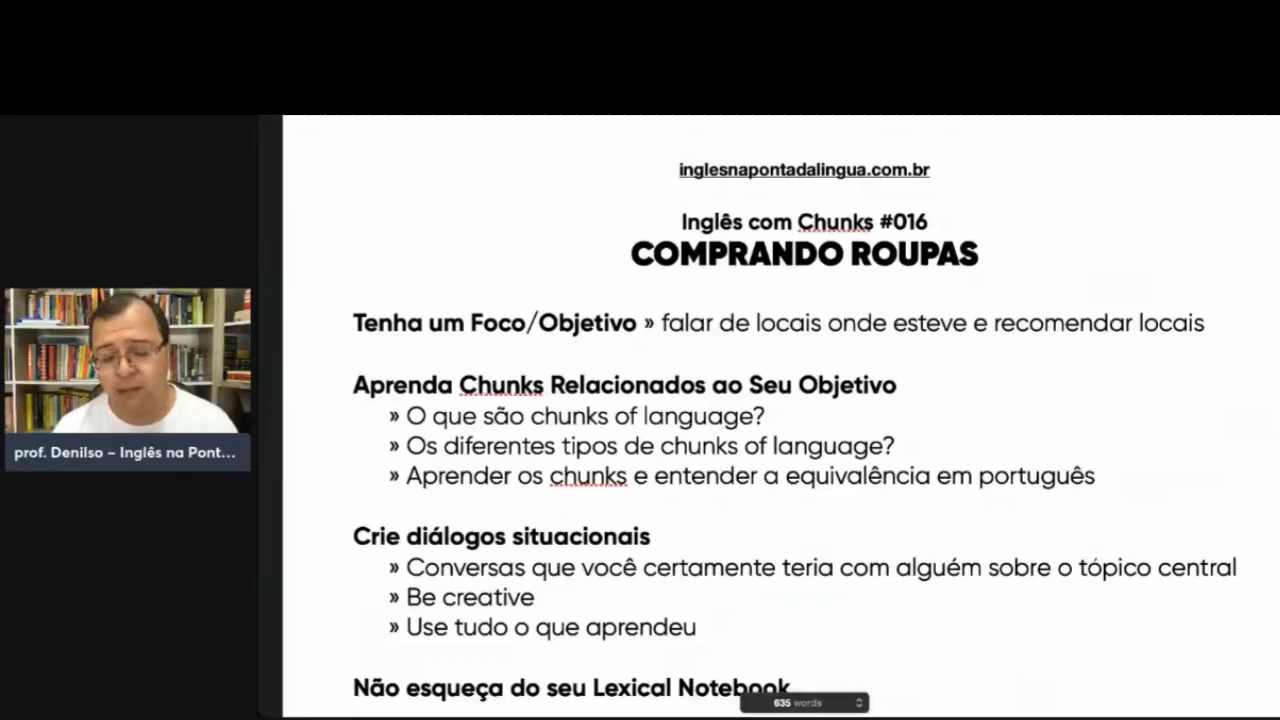 inglesnapontadalingua.com.br
Inglês com Chunks #016
COMPRANDO ROUPAS
Tenha um Foco/Objetivo » falar de locais onde esteve e recomendar locais
Aprenda Chunks Relacionados ao Seu Objetivo
» O que são chunks of language?
» Os diferentes tipos de chunks of language?
» Aprender os chunks e entender a equivalência em português
Crie diálogos situacionais
» Conversas que você certamente teria com alguém sobre o tópico central
» Be creative
» Use tudo o que aprendeu
Não esqueça do seu Lexical Notebook
635 words
prof. Denilso – Inglês na Pont...